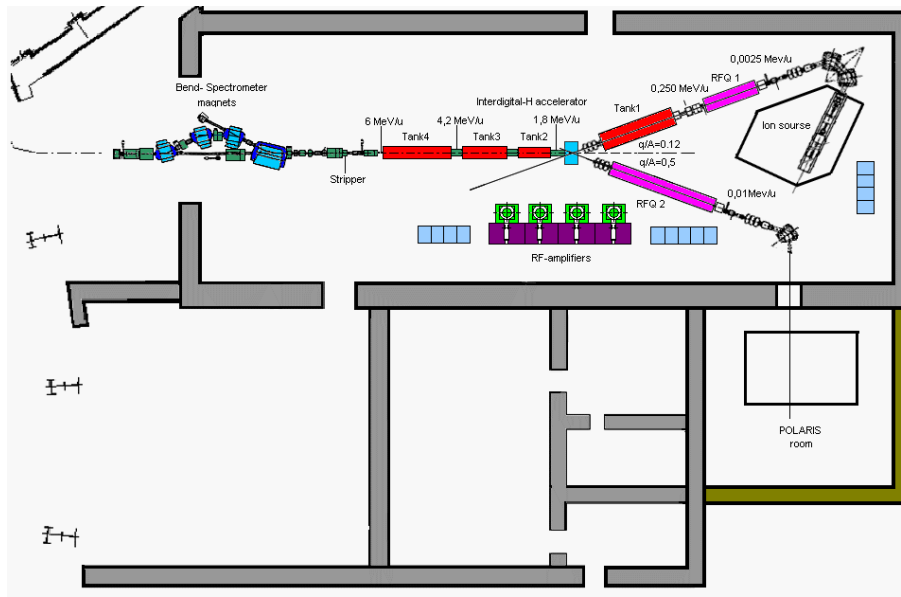 0,0025 Mev/u
RFQ 1
0,250 MeV/u
Bend- Spectrometer
magnets
Interdigital-H accelerator
Tank1
Ion sourse
6 MeV/u
4,2 MeV/u
1,8 MeV/u
Tank4
Tank3
Tank2
q/A=0.12
q/A=0,5
Stripper
RFQ 2
0,01Mev/u
RF-amplifiers
POLARIS
room